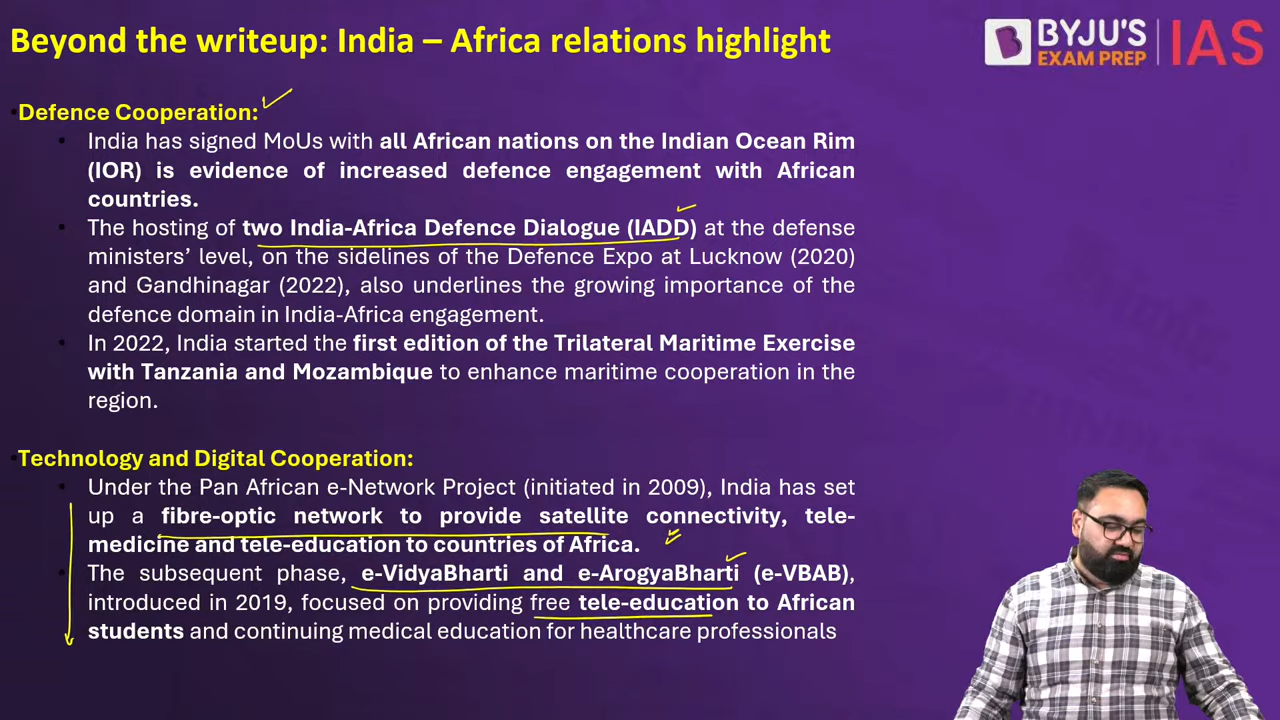 Beyond the writeup: India – Africa relations highlight
BYJU'S
EXAM PREP
IAS
•Defence Cooperation:
• India has signed MoUs with all African nations on the Indian Ocean Rim
(IOR) is evidence of increased defence engagement with African
countries.
• The hosting of two India-Africa Defence Dialogue (IADD) at the defense
ministers' level, on the sidelines of the Defence Expo at Lucknow (2020)
and Gandhinagar (2022), also underlines the growing importance of the
defence domain in India-Africa engagement.
• In 2022, India started the first edition of the Trilateral Maritime Exercise
with Tanzania and Mozambique to enhance maritime cooperation in the
region.
•Technology and Digital Cooperation:
• Under the Pan African e-Network Project (initiated in 2009), India has set
up a fibre-optic network to provide satellite connectivity, tele-
medicine and tele-education to countries of Africa.
• The subsequent phase, e-VidyaBharti and e-ArogyaBharti (e-VBAB),
introduced in 2019, focused on providing free tele-education to African
students and continuing medical education for healthcare professionals